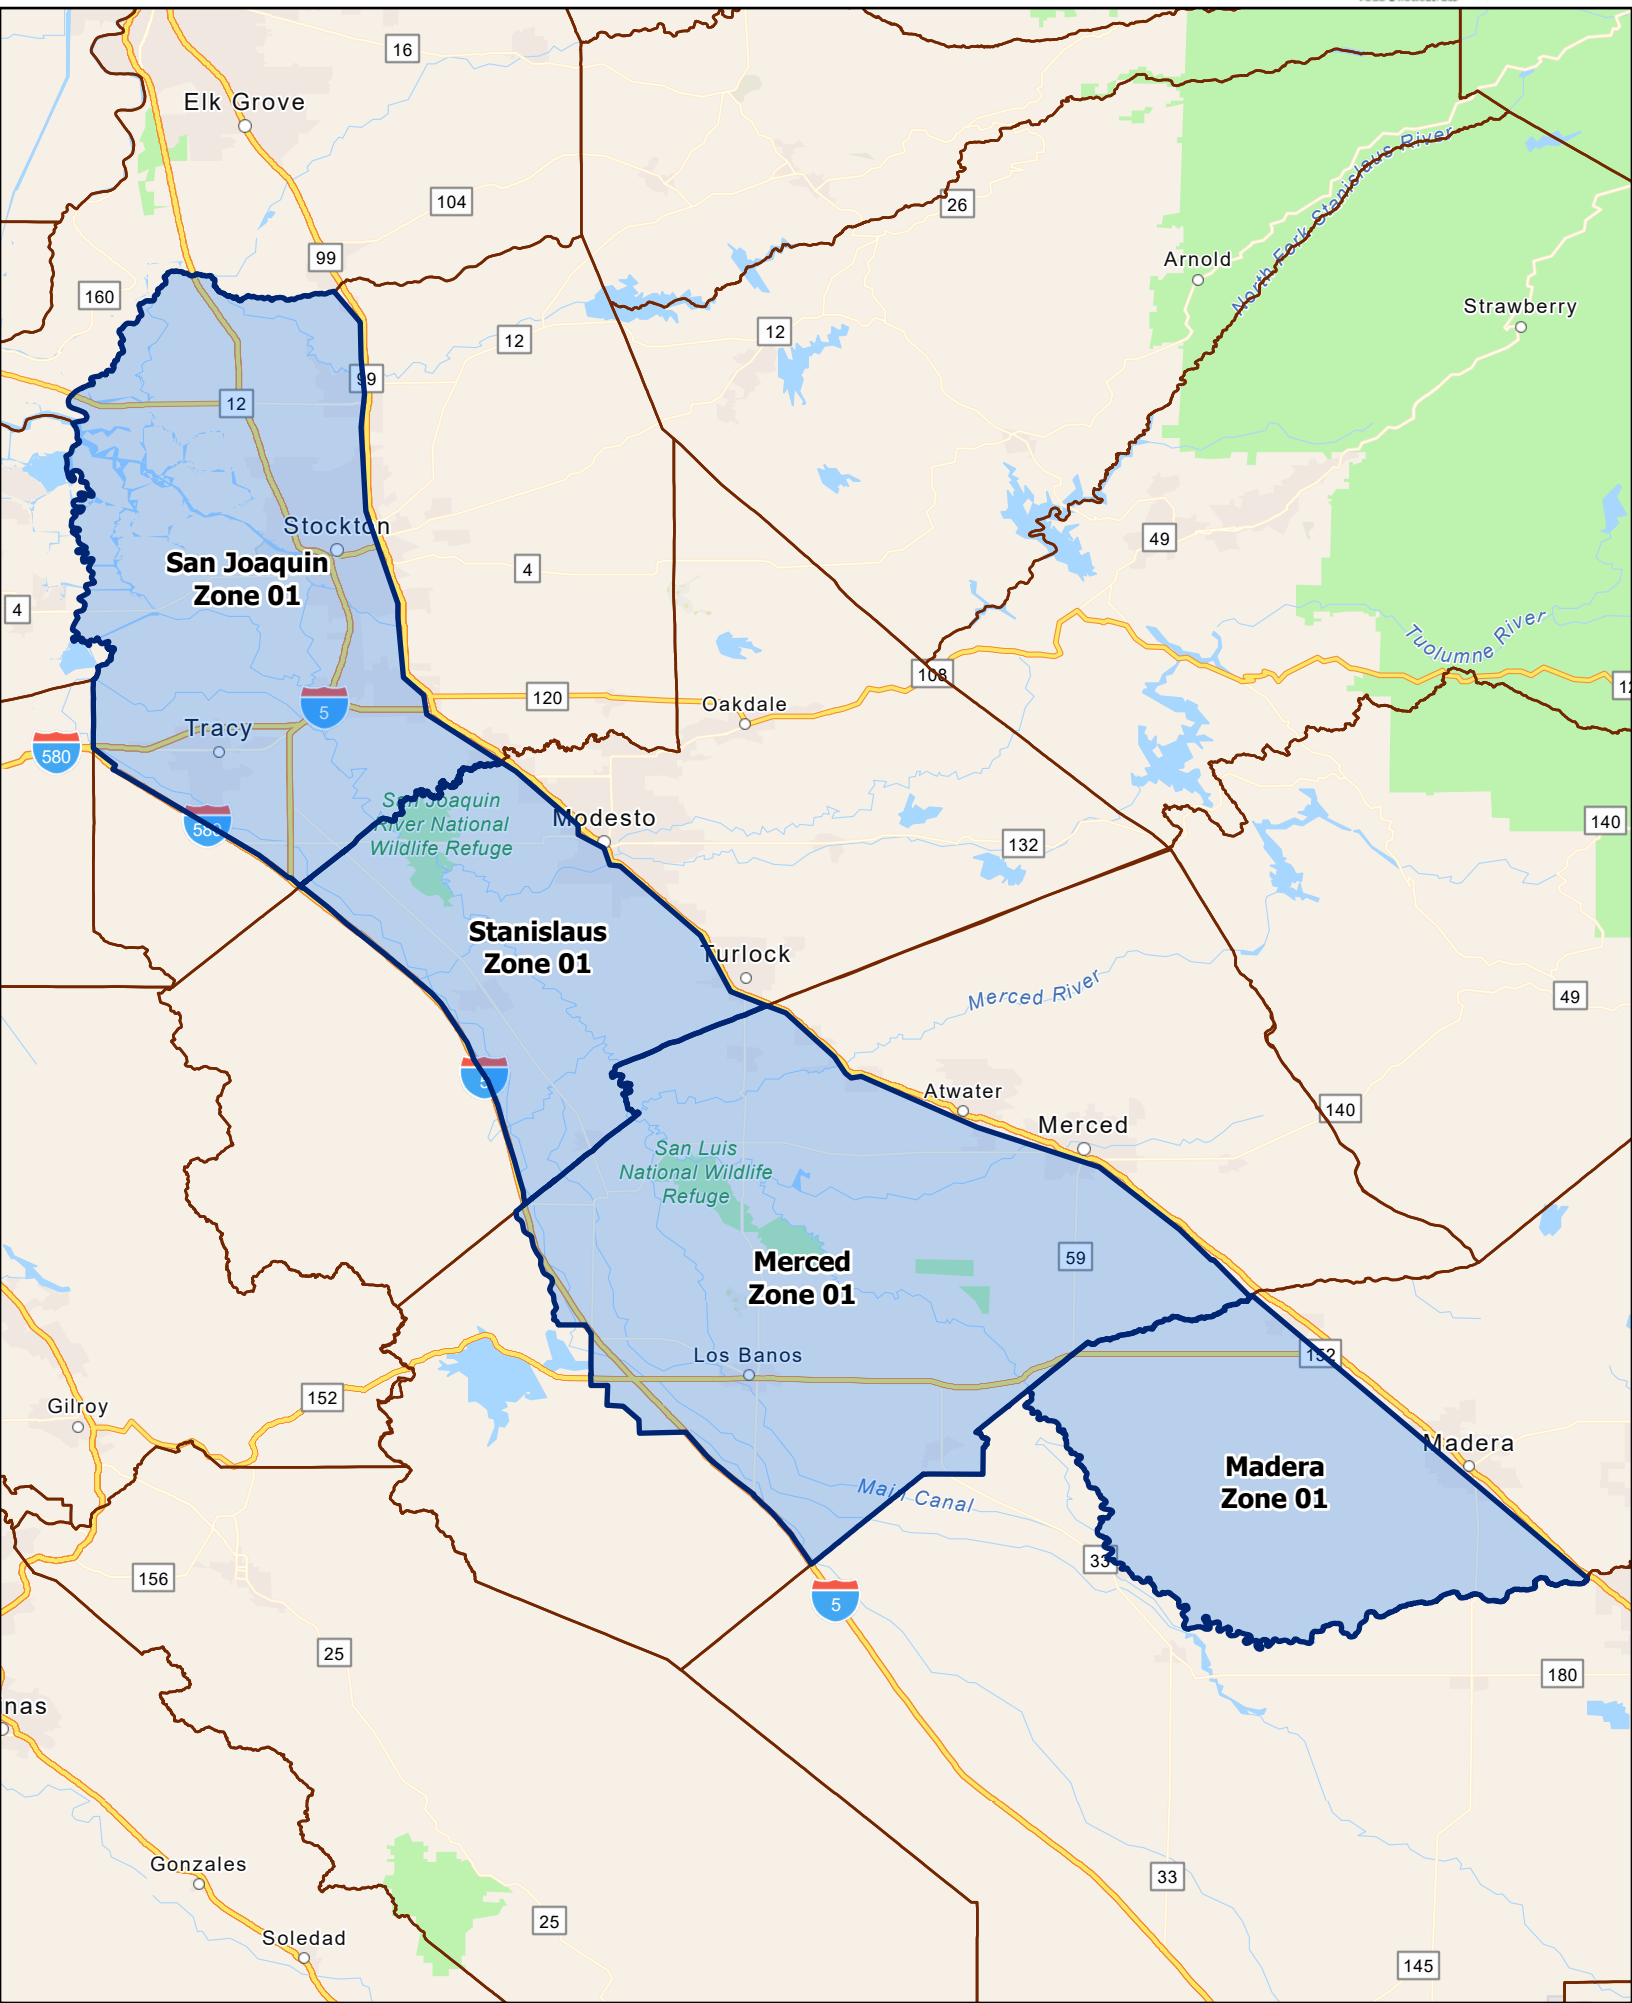 16
Elk Grove
104
26
99
Arnold
North Fork Stanislaus River
160
Strawberry
12
12
99
12
Stockton
49
San Joaquin
Zone 01
4
4
Tuolumne River
108
120
Oakdale
5
Tracy
580
San Joaquin
River National
Wildlife Refuge
Modesto
580
140
132
Stanislaus
Zone 01
Turlock
Merced River
49
5
Atwater
140
Merced
San Luis
National Wildlife
Refuge
59
Merced
Zone 01
152
Los Banos
152
Gilroy
Madera
Madera
Zone 01
Main Canal
33
156
5
25
180
nas
Gonzales
33
25
Soledad
145